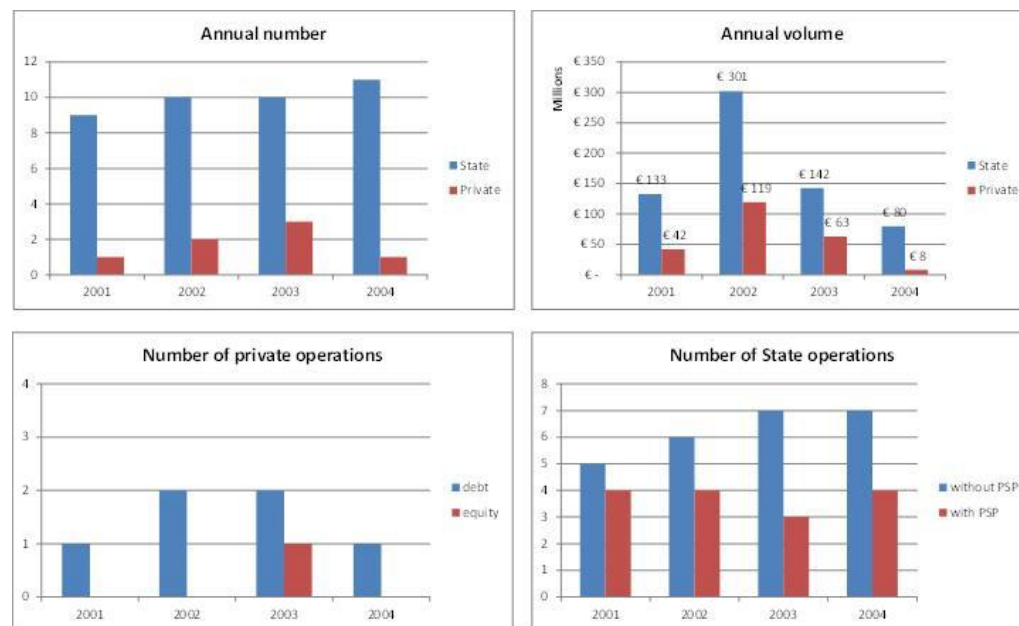 Annual number
12
10
8
6
4
2
0
2001 2002 2003 2004
State
Private
Annual volume
Millions
€ 350
€ 300
€ 250
€ 200
€ 150
€ 100
€ 50
€ -
€ 133
€ 42
€ 301
€ 119
€ 142
€ 63
€ 80
€ 8
2001 2002 2003 2004
State
Private
Number of private operations
4
3
2
1
0
2001 2002 2003 2004
debt
equity
Number of State operations
8
7
6
5
4
3
2
1
0
2001 2002 2003 2004
without PSP
with PSP